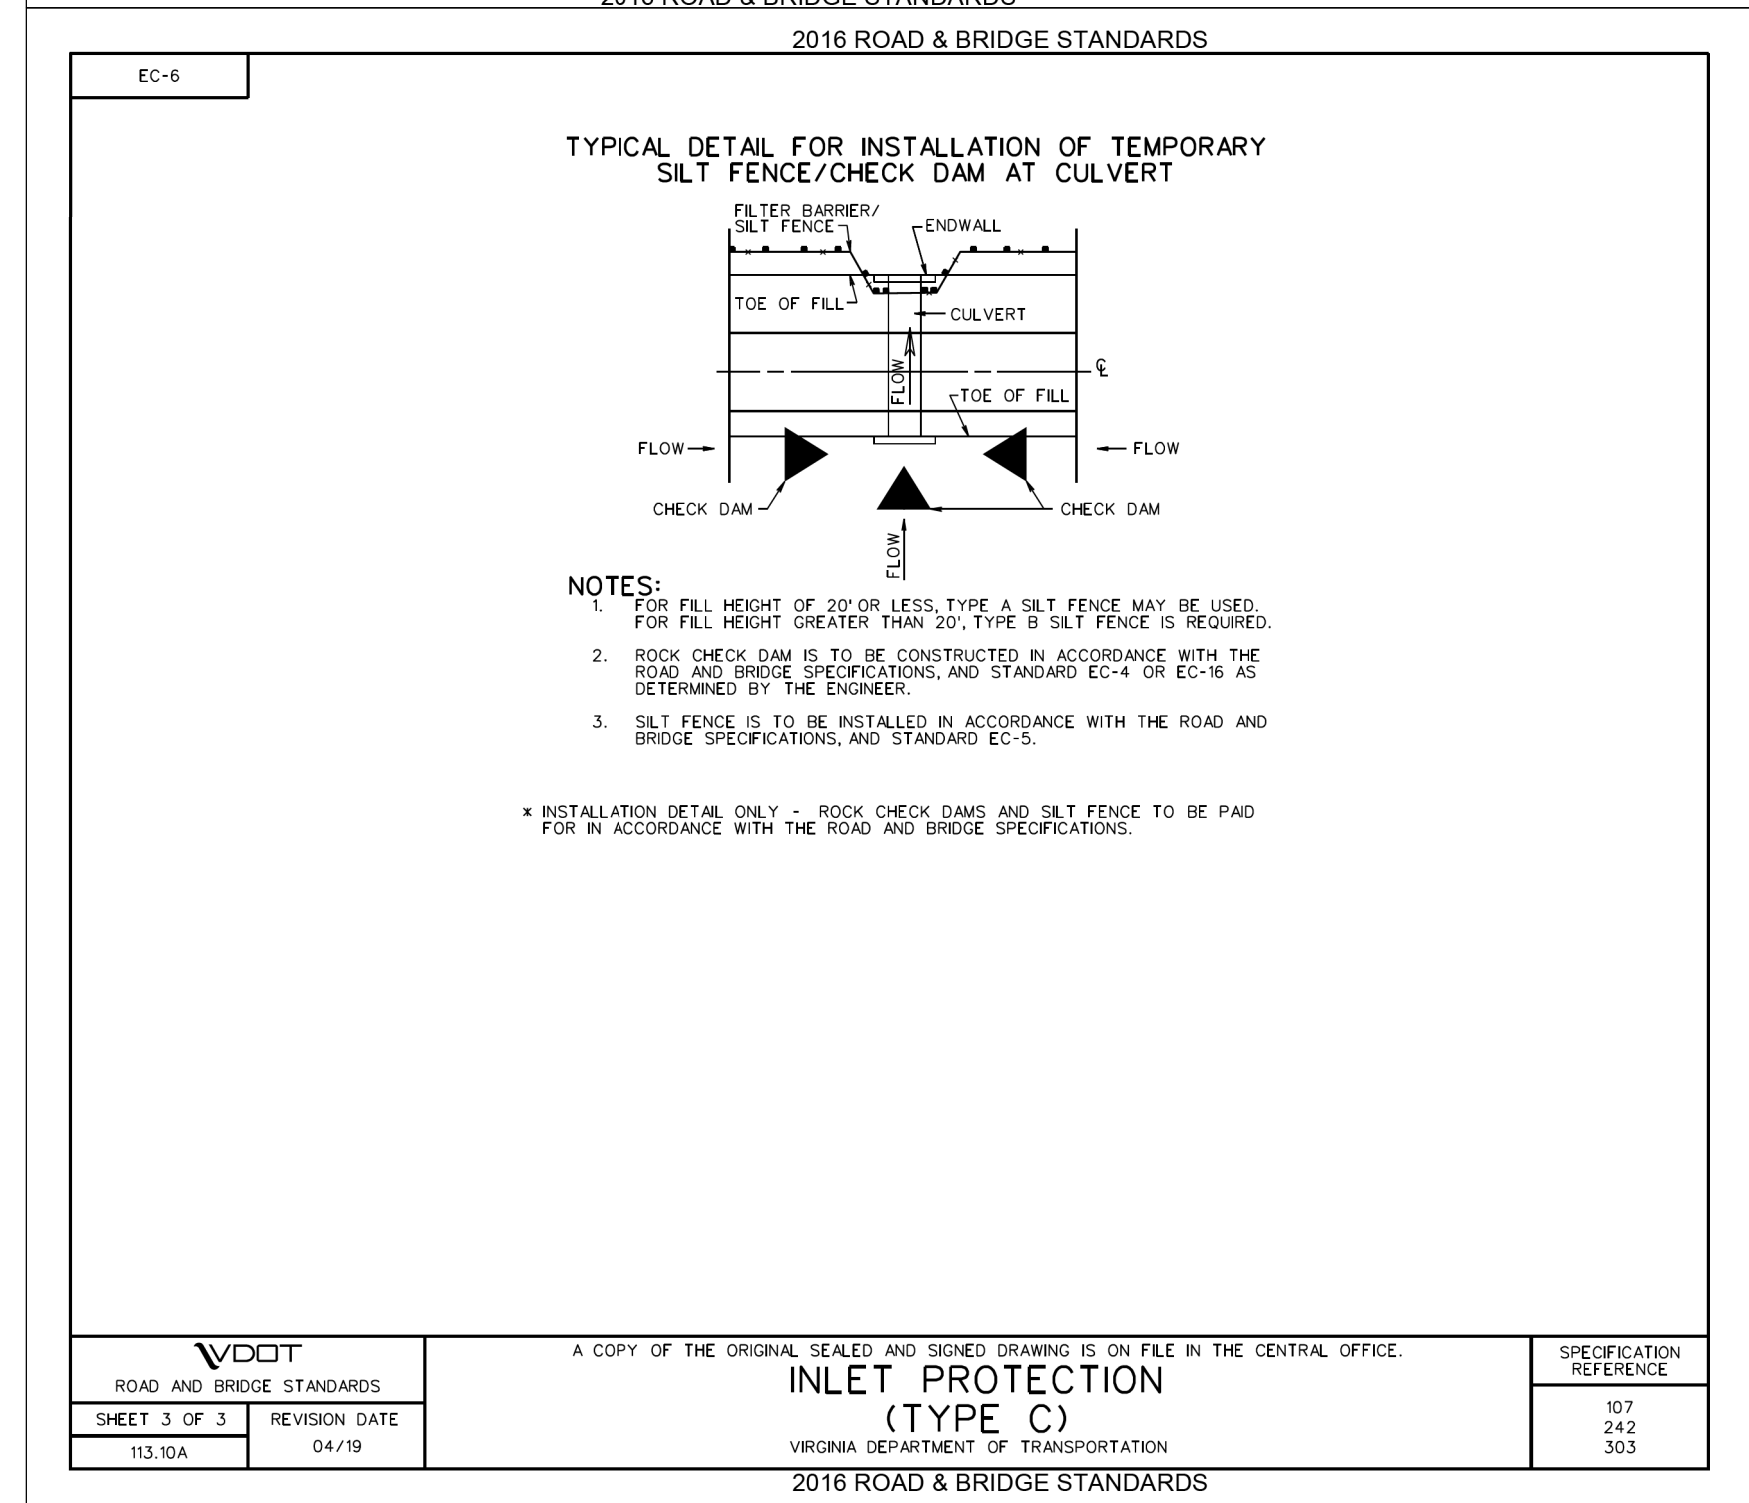 2016 ROAD & BRIDGE STANDARDS
2016 ROAD & BRIDGE STANDARDS
EC-6
TYPICAL DETAIL FOR INSTALLATION OF TEMPORARY
SILT FENCE/CHECK DAM AT CULVERT
FILTER BARRIER/
SILT FENCE
ENDWALL
TOE OF FILL
CULVERT
FLOW
℄
TOE OF FILL
FLOW
FLOW
CHECK DAM
CHECK DAM
FLOW
NOTES:
1. FOR FILL HEIGHT OF 20' OR LESS, TYPE A SILT FENCE MAY BE USED.
FOR FILL HEIGHT GREATER THAN 20', TYPE B SILT FENCE IS REQUIRED.
2. ROCK CHECK DAM IS TO BE CONSTRUCTED IN ACCORDANCE WITH THE
ROAD AND BRIDGE SPECIFICATIONS, AND STANDARD EC-4 OR EC-16 AS
DETERMINED BY THE ENGINEER.
3. SILT FENCE IS TO BE INSTALLED IN ACCORDANCE WITH THE ROAD AND
BRIDGE SPECIFICATIONS, AND STANDARD EC-5.
* INSTALLATION DETAIL ONLY - ROCK CHECK DAMS AND SILT FENCE TO BE PAID
FOR IN ACCORDANCE WITH THE ROAD AND BRIDGE SPECIFICATIONS.
VDOT
ROAD AND BRIDGE STANDARDS
SHEET 3 OF 3
REVISION DATE
113.10A
04/19
A COPY OF THE ORIGINAL SEALED AND SIGNED DRAWING IS ON FILE IN THE CENTRAL OFFICE.
INLET PROTECTION
(TYPE C)
VIRGINIA DEPARTMENT OF TRANSPORTATION
SPECIFICATION
REFERENCE
107
242
303
2016 ROAD & BRIDGE STANDARDS